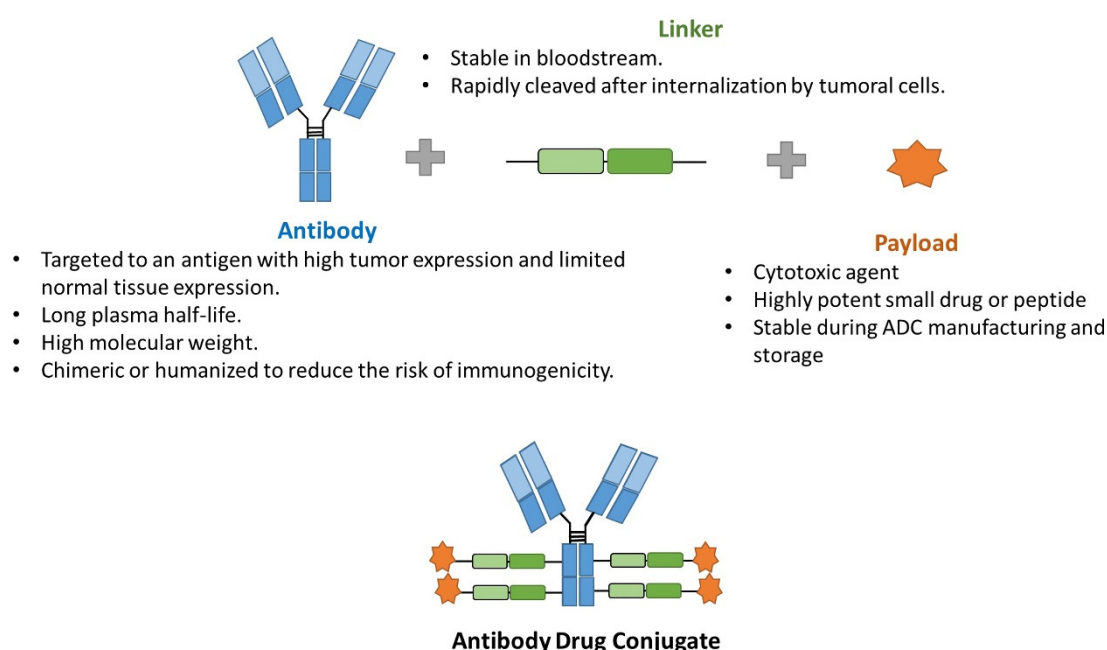 Linker
• Stable in bloodstream.
• Rapidly cleaved after internalization by tumoral cells.
Antibody
• Targeted to an antigen with high tumor expression and limited
normal tissue expression.
• Long plasma half-life.
• High molecular weight.
• Chimeric or humanized to reduce the risk of immunogenicity.
Payload
• Cytotoxic agent
• Highly potent small drug or peptide
• Stable during ADC manufacturing and
storage
Antibody Drug Conjugate